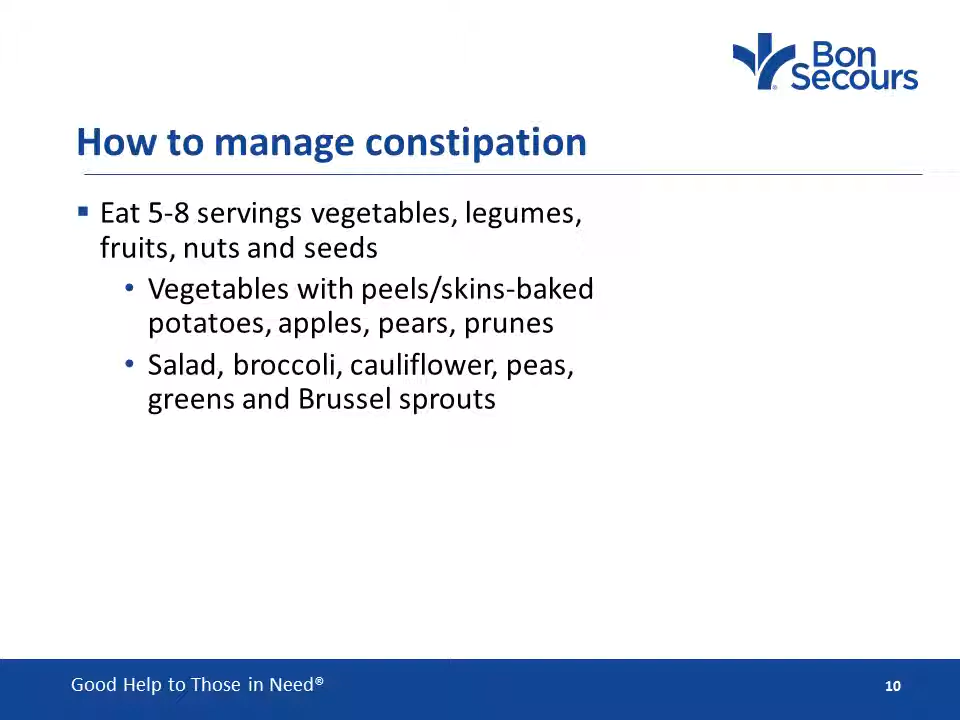 Bon
Secours
How to manage constipation
Eat 5-8 servings vegetables, legumes,
fruits, nuts and seeds
• Vegetables with peels/skins-baked
potatoes, apples, pears, prunes
• Salad, broccoli, cauliflower, peas,
greens and Brussel sprouts
Good Help to Those in Need®
10